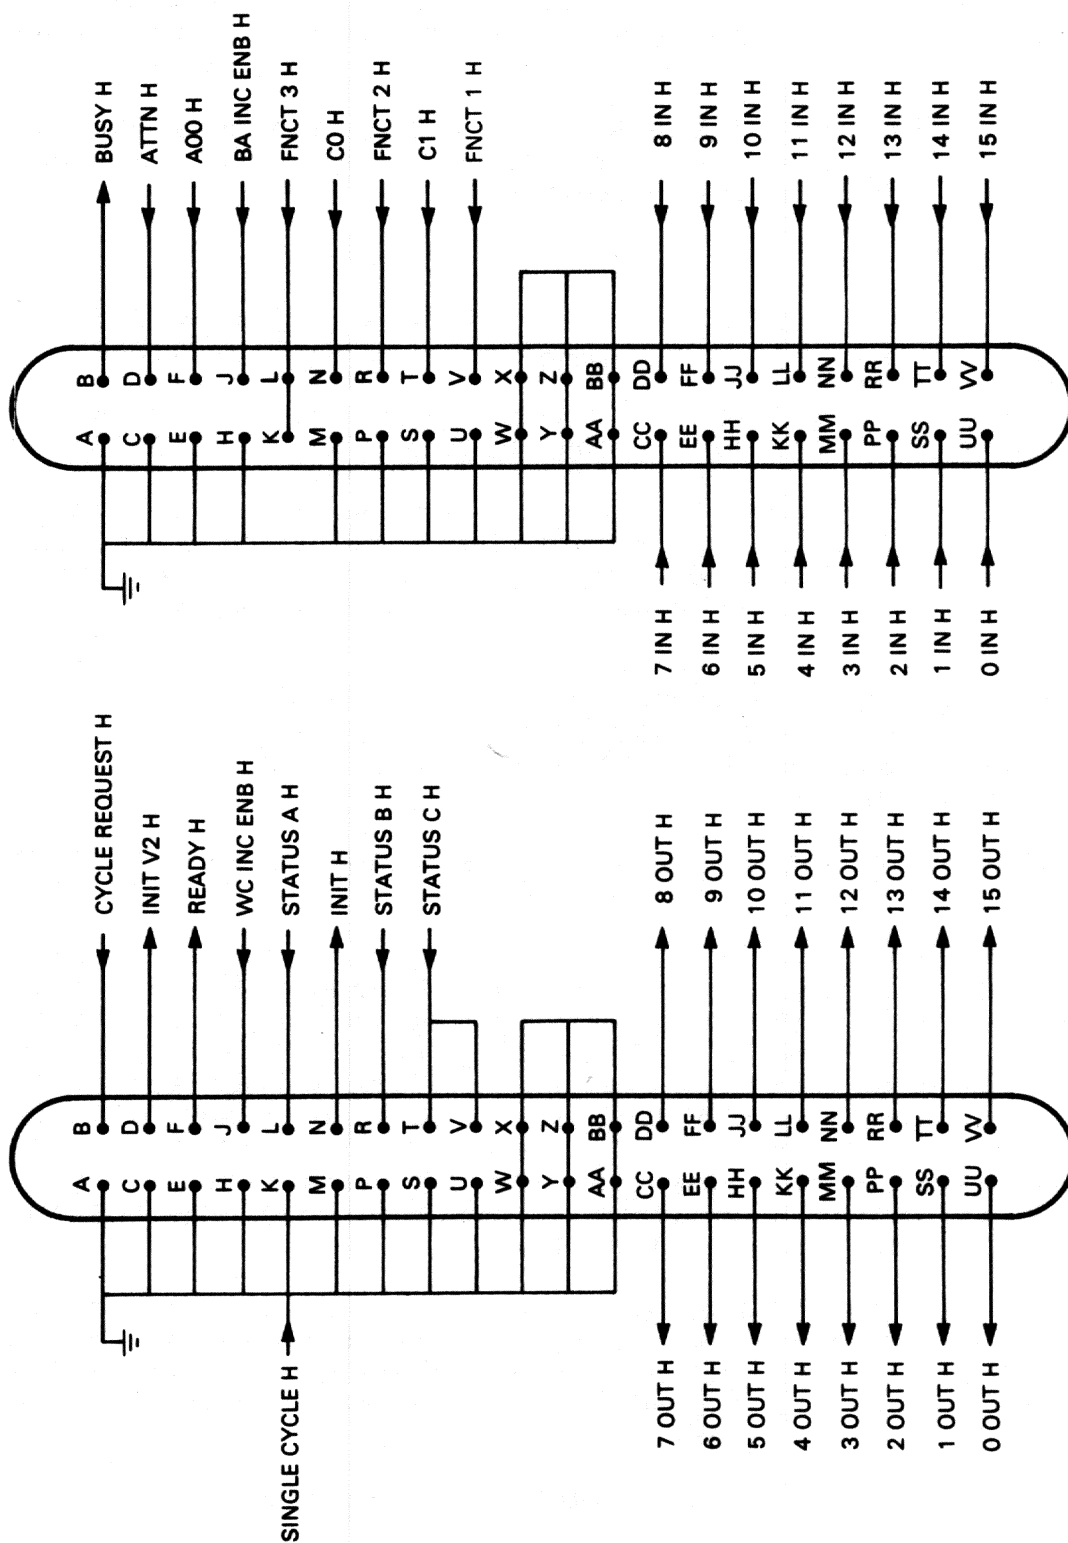 CYCLE REQUEST H
INIT V2 H
READY H
WC INC ENB H
STATUS A H
INIT H
STATUS B H
STATUS C H
SINGLE CYCLE H
A B
C D
E F
H J
K L
M N
P R
S T
U V
W X
Y Z
AA BB
CC DD
EE FF
HH JJ
KK LL
MM NN
PP RR
SS TT
UU VV
7 OUT H
6 OUT H
5 OUT H
4 OUT H
3 OUT H
2 OUT H
1 OUT H
0 OUT H
8 OUT H
9 OUT H
10 OUT H
11 OUT H
12 OUT H
13 OUT H
14 OUT H
15 OUT H
BUSY H
ATTN H
A00 H
BA INC ENB H
FNCT 3 H
C0 H
FNCT 2 H
C1 H
FNCT 1 H
A B
C D
E F
H J
K L
M N
P R
S T
U V
W X
Y Z
AA BB
CC DD
EE FF
HH JJ
KK LL
MM NN
PP RR
SS TT
UU VV
7 IN H
6 IN H
5 IN H
4 IN H
3 IN H
2 IN H
1 IN H
0 IN H
8 IN H
9 IN H
10 IN H
11 IN H
12 IN H
13 IN H
14 IN H
15 IN H